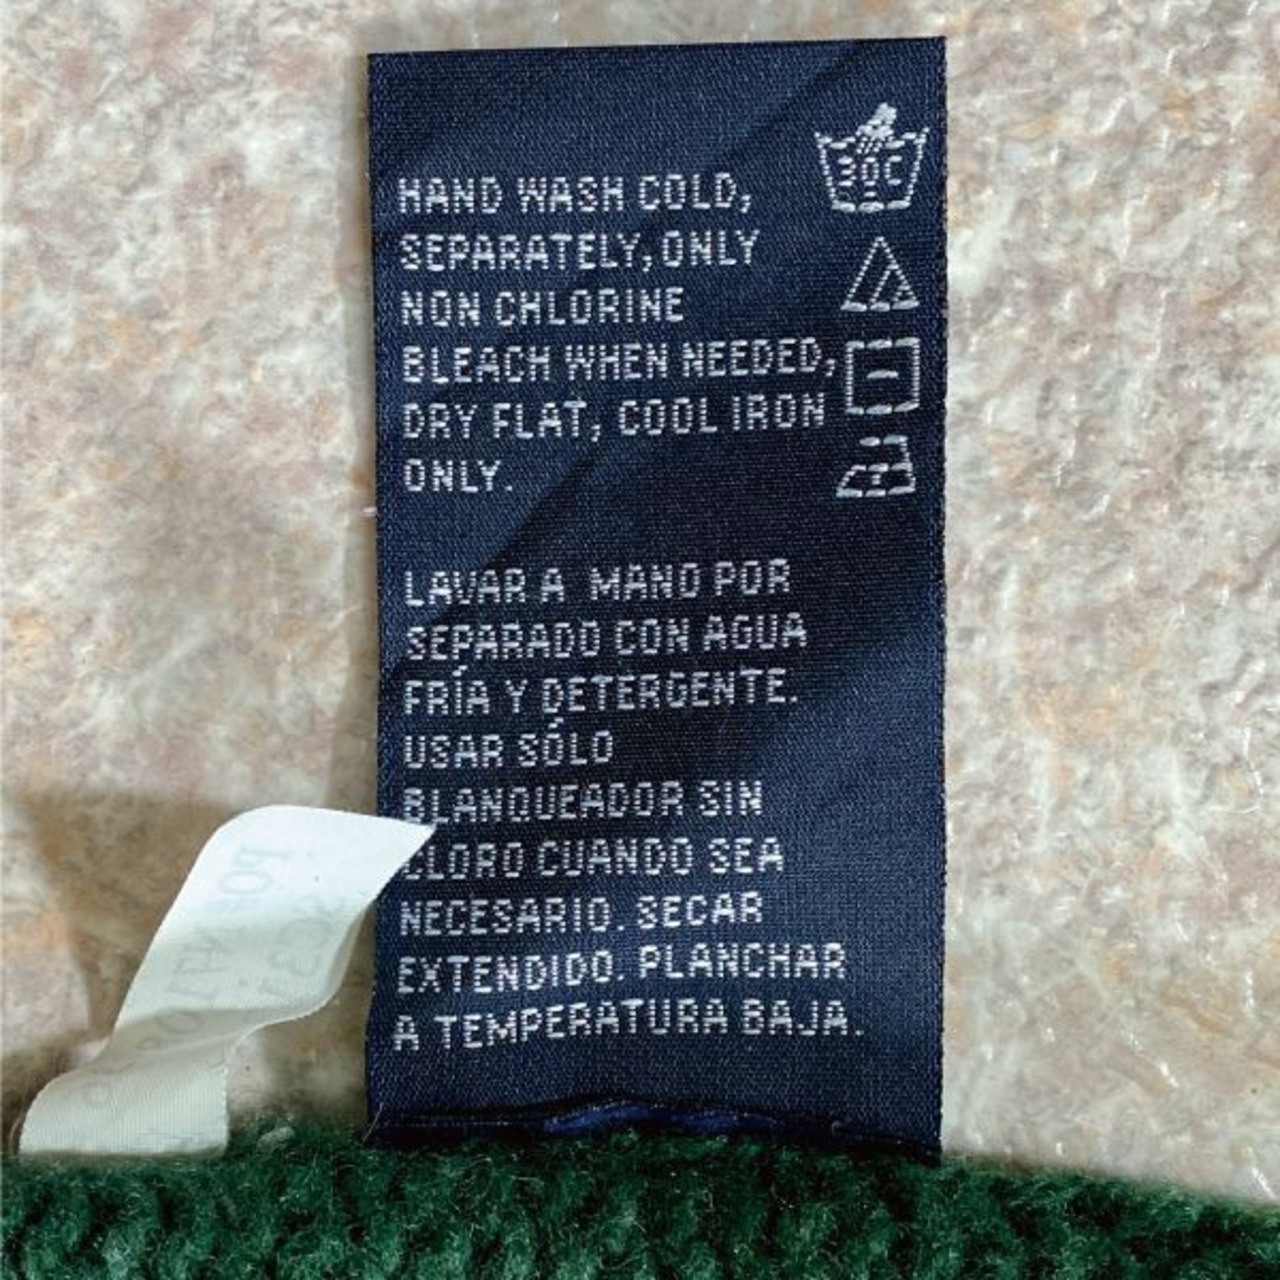 HAND WASH COLD,
SEPARATELY, ONLY
NON CHLORINE
BLEACH WHEN NEEDED,
DRY FLAT, COOL IRON
ONLY.
30C
LAVAR A MANO POR
SEPARADO CON AGUA
FRÍA Y DETERGENTE.
USAR SÓLO
BLANQUEADOR SIN
CLORO CUANDO SEA
NECESARIO. SECAR
EXTENDIDO. PLANCHAR
A TEMPERATURA BAJA.